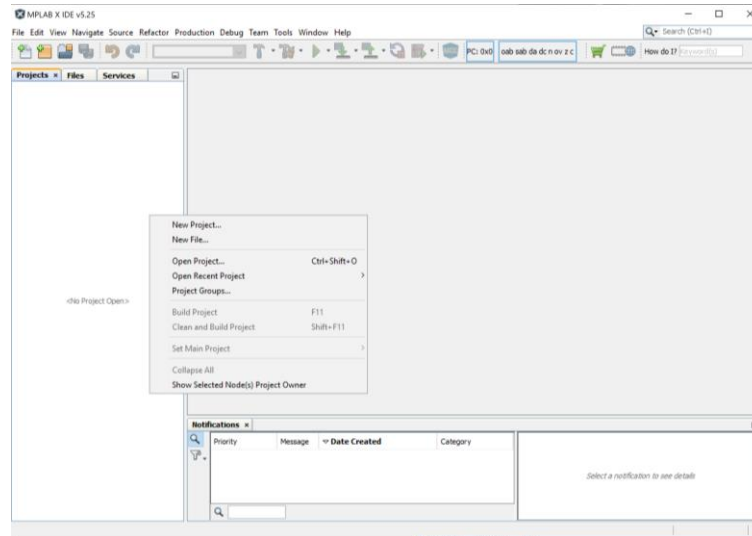 MPLAB X IDE v5.25
File Edit View Navigate Source Refactor Production Debug Team Tools Window Help
Search (Ctrl+I)
PC: 0x0 oab sab da dc n ov z c
How do I? Keyword(s)
Projects × Files Services
New Project...
New File...
Open Project... Ctrl+Shift+O
Open Recent Project
Project Groups...
<No Project Open>
Build Project F11
Clean and Build Project Shift+F11
Set Main Project
Collapse All
Show Selected Node(s) Project Owner
Notifications ×
Priority Message Date Created Category
Select a notification to see details